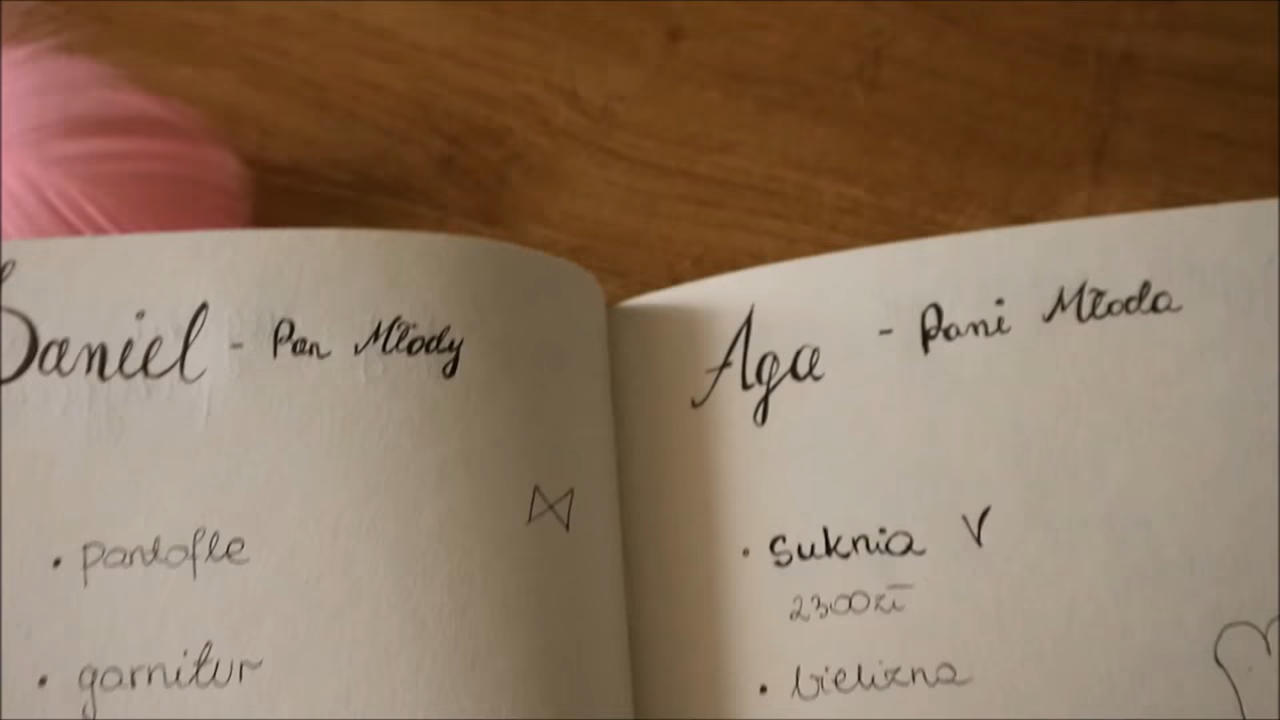 Daniel - Pan Młody
• pantofle
• garnitur
Aga - Pani Młoda
• suknia V
2300zł
• bielizna